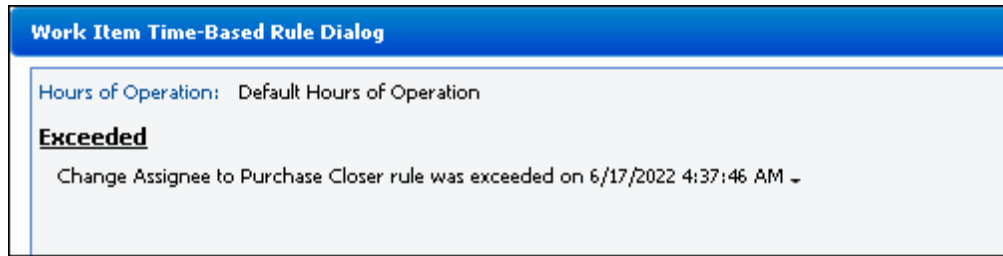 Work Item Time-Based Rule Dialog
Hours of Operation: Default Hours of Operation
Exceeded
Change Assignee to Purchase Closer rule was exceeded on 6/17/2022 4:37:46 AM